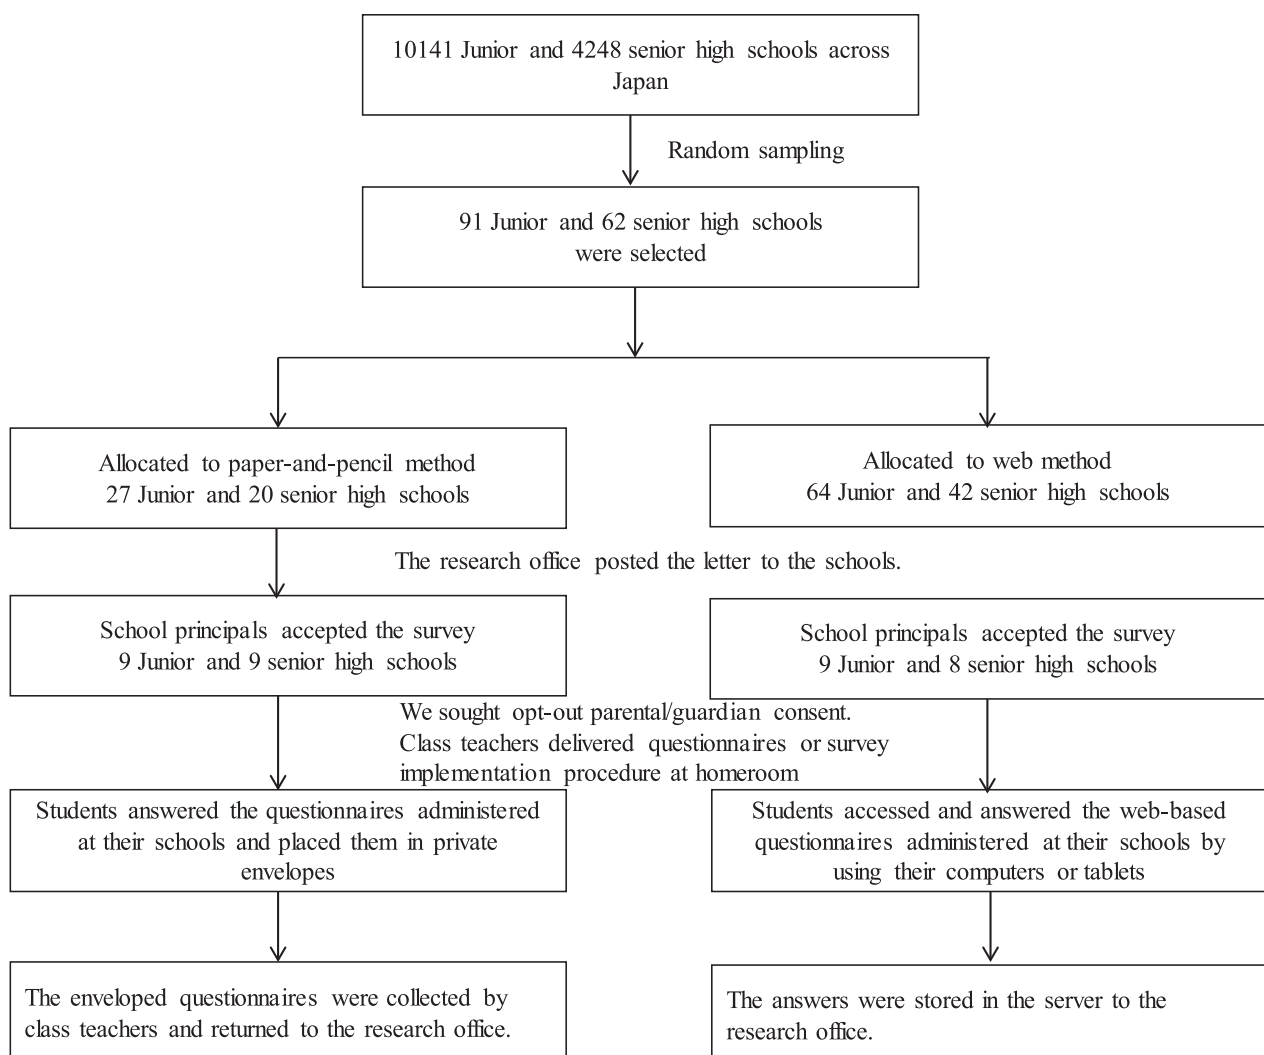 10141 Junior and 4248 senior high schools across
Japan
Random sampling
91 Junior and 62 senior high schools
were selected
Allocated to paper-and-pencil method
27 Junior and 20 senior high schools
Allocated to web method
64 Junior and 42 senior high schools
The research office posted the letter to the schools.
School principals accepted the survey
9 Junior and 9 senior high schools
School principals accepted the survey
9 Junior and 8 senior high schools
We sought opt-out parental/guardian consent.
Class teachers delivered questionnaires or survey
implementation procedure at homeroom
Students answered the questionnaires administered
at their schools and placed them in private
envelopes
Students accessed and answered the web-based
questionnaires administered at their schools by
using their computers or tablets
The enveloped questionnaires were collected by
class teachers and returned to the research office.
The answers were stored in the server to the
research office.